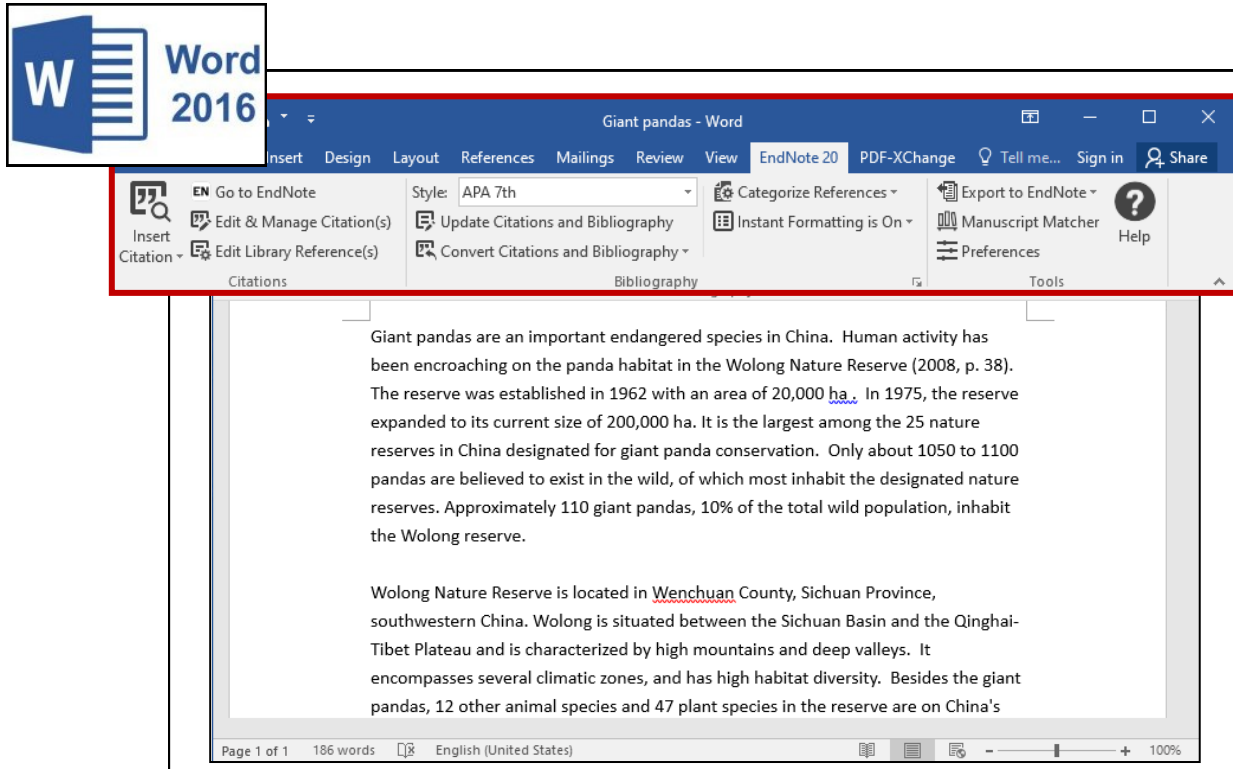 W Word
2016
Giant pandas - Word
Insert Design Layout References Mailings Review View EndNote 20 PDF-XChange Tell me... Sign in Share
Insert
Citation
EN Go to EndNote
Edit & Manage Citation(s)
Edit Library Reference(s)
Citations
Style: APA 7th
Update Citations and Bibliography
Convert Citations and Bibliography
Bibliography
Categorize References
Instant Formatting is On
Export to EndNote
Manuscript Matcher
Preferences
Tools
? Help
Giant pandas are an important endangered species in China.  Human activity has
been encroaching on the panda habitat in the Wolong Nature Reserve (2008, p. 38).
The reserve was established in 1962 with an area of 20,000 ha .  In 1975, the reserve
expanded to its current size of 200,000 ha. It is the largest among the 25 nature
reserves in China designated for giant panda conservation.  Only about 1050 to 1100
pandas are believed to exist in the wild, of which most inhabit the designated nature
reserves. Approximately 110 giant pandas, 10% of the total wild population, inhabit
the Wolong reserve.
Wolong Nature Reserve is located in Wenchuan County, Sichuan Province,
southwestern China. Wolong is situated between the Sichuan Basin and the Qinghai-
Tibet Plateau and is characterized by high mountains and deep valleys.  It
encompasses several climatic zones, and has high habitat diversity.  Besides the giant
pandas, 12 other animal species and 47 plant species in the reserve are on China's
Page 1 of 1 186 words English (United States) 100%